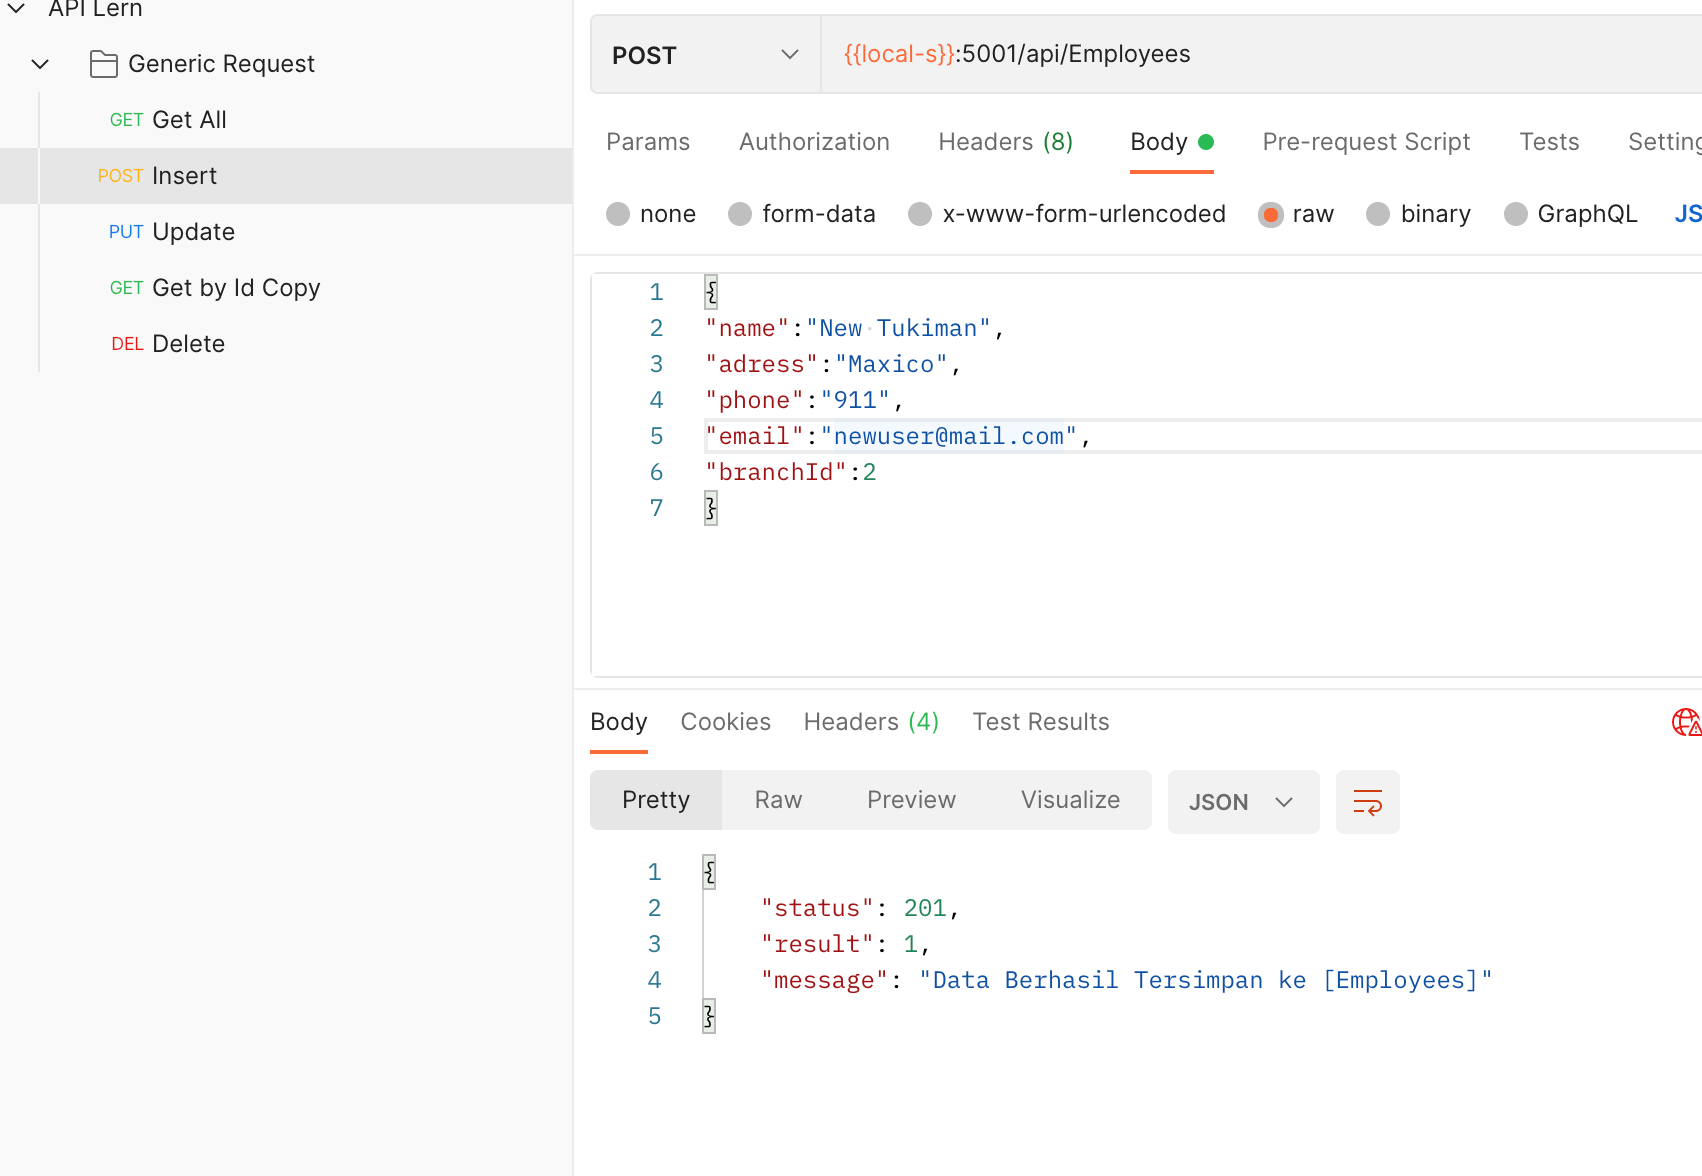 API Lern
Generic Request
GET Get All
POST Insert
PUT Update
GET Get by Id Copy
DEL Delete
POST {{local-s}}:5001/api/Employees
Params Authorization Headers (8) Body Pre-request Script Tests Setting
none form-data x-www-form-urlencoded raw binary GraphQL JS
1 {
2 "name":"New Tukiman",
3 "adress":"Maxico",
4 "phone":"911",
5 "email":"newuser@mail.com",
6 "branchId":2
7 }
Body Cookies Headers (4) Test Results
Pretty Raw Preview Visualize JSON
1 {
2 "status": 201,
3 "result": 1,
4 "message": "Data Berhasil Tersimpan ke [Employees]"
5 }